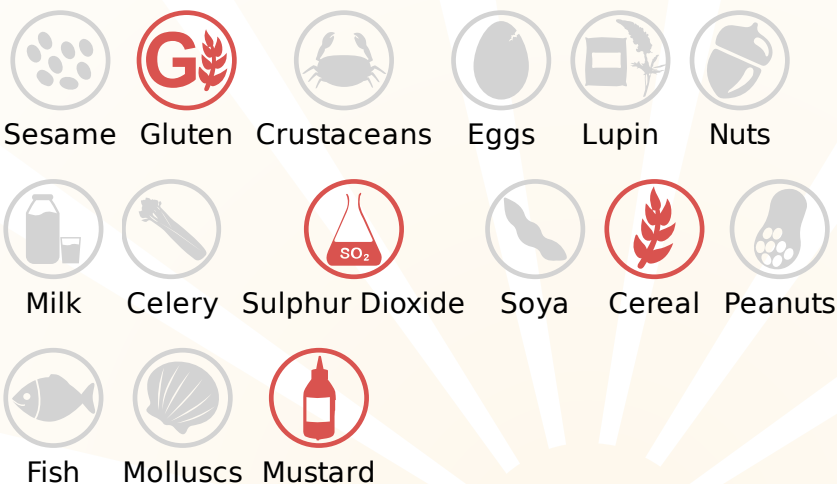 G
Sesame Gluten Crustaceans Eggs Lupin Nuts
SO₂
Milk Celery Sulphur Dioxide Soya Cereal Peanuts
Fish Molluscs Mustard